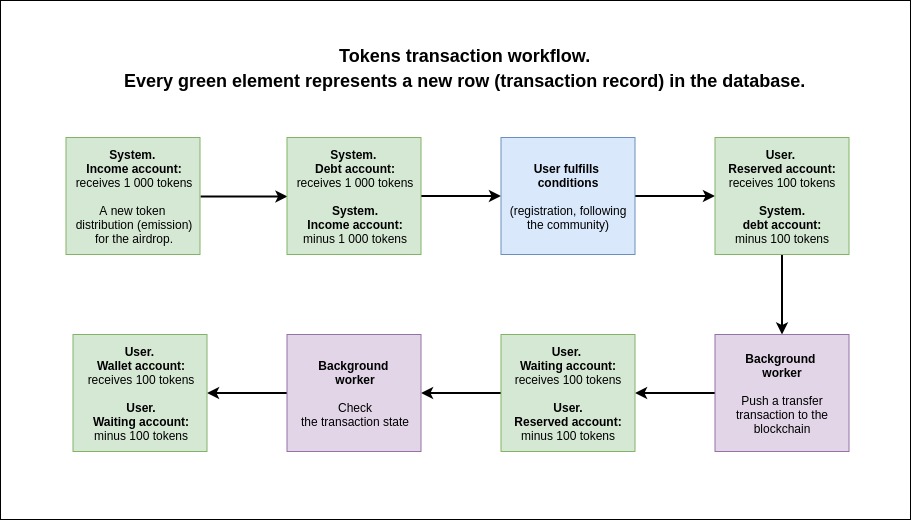 Tokens transaction workflow.
Every green element represents a new row (transaction record) in the database.
System.
Income account:
receives 1 000 tokens
A new token
distribution (emission)
for the airdrop.
System.
Debt account:
receives 1 000 tokens
System.
Income account:
minus 1 000 tokens
User fulfills
conditions
(registration, following
the community)
User.
Reserved account:
receives 100 tokens
System.
debt account:
minus 100 tokens
Background
worker
Push a transfer
transaction to the
blockchain
User.
Waiting account:
receives 100 tokens
User.
Reserved account:
minus 100 tokens
Background
worker
Check
the transaction state
User.
Wallet account:
receives 100 tokens
User.
Waiting account:
minus 100 tokens